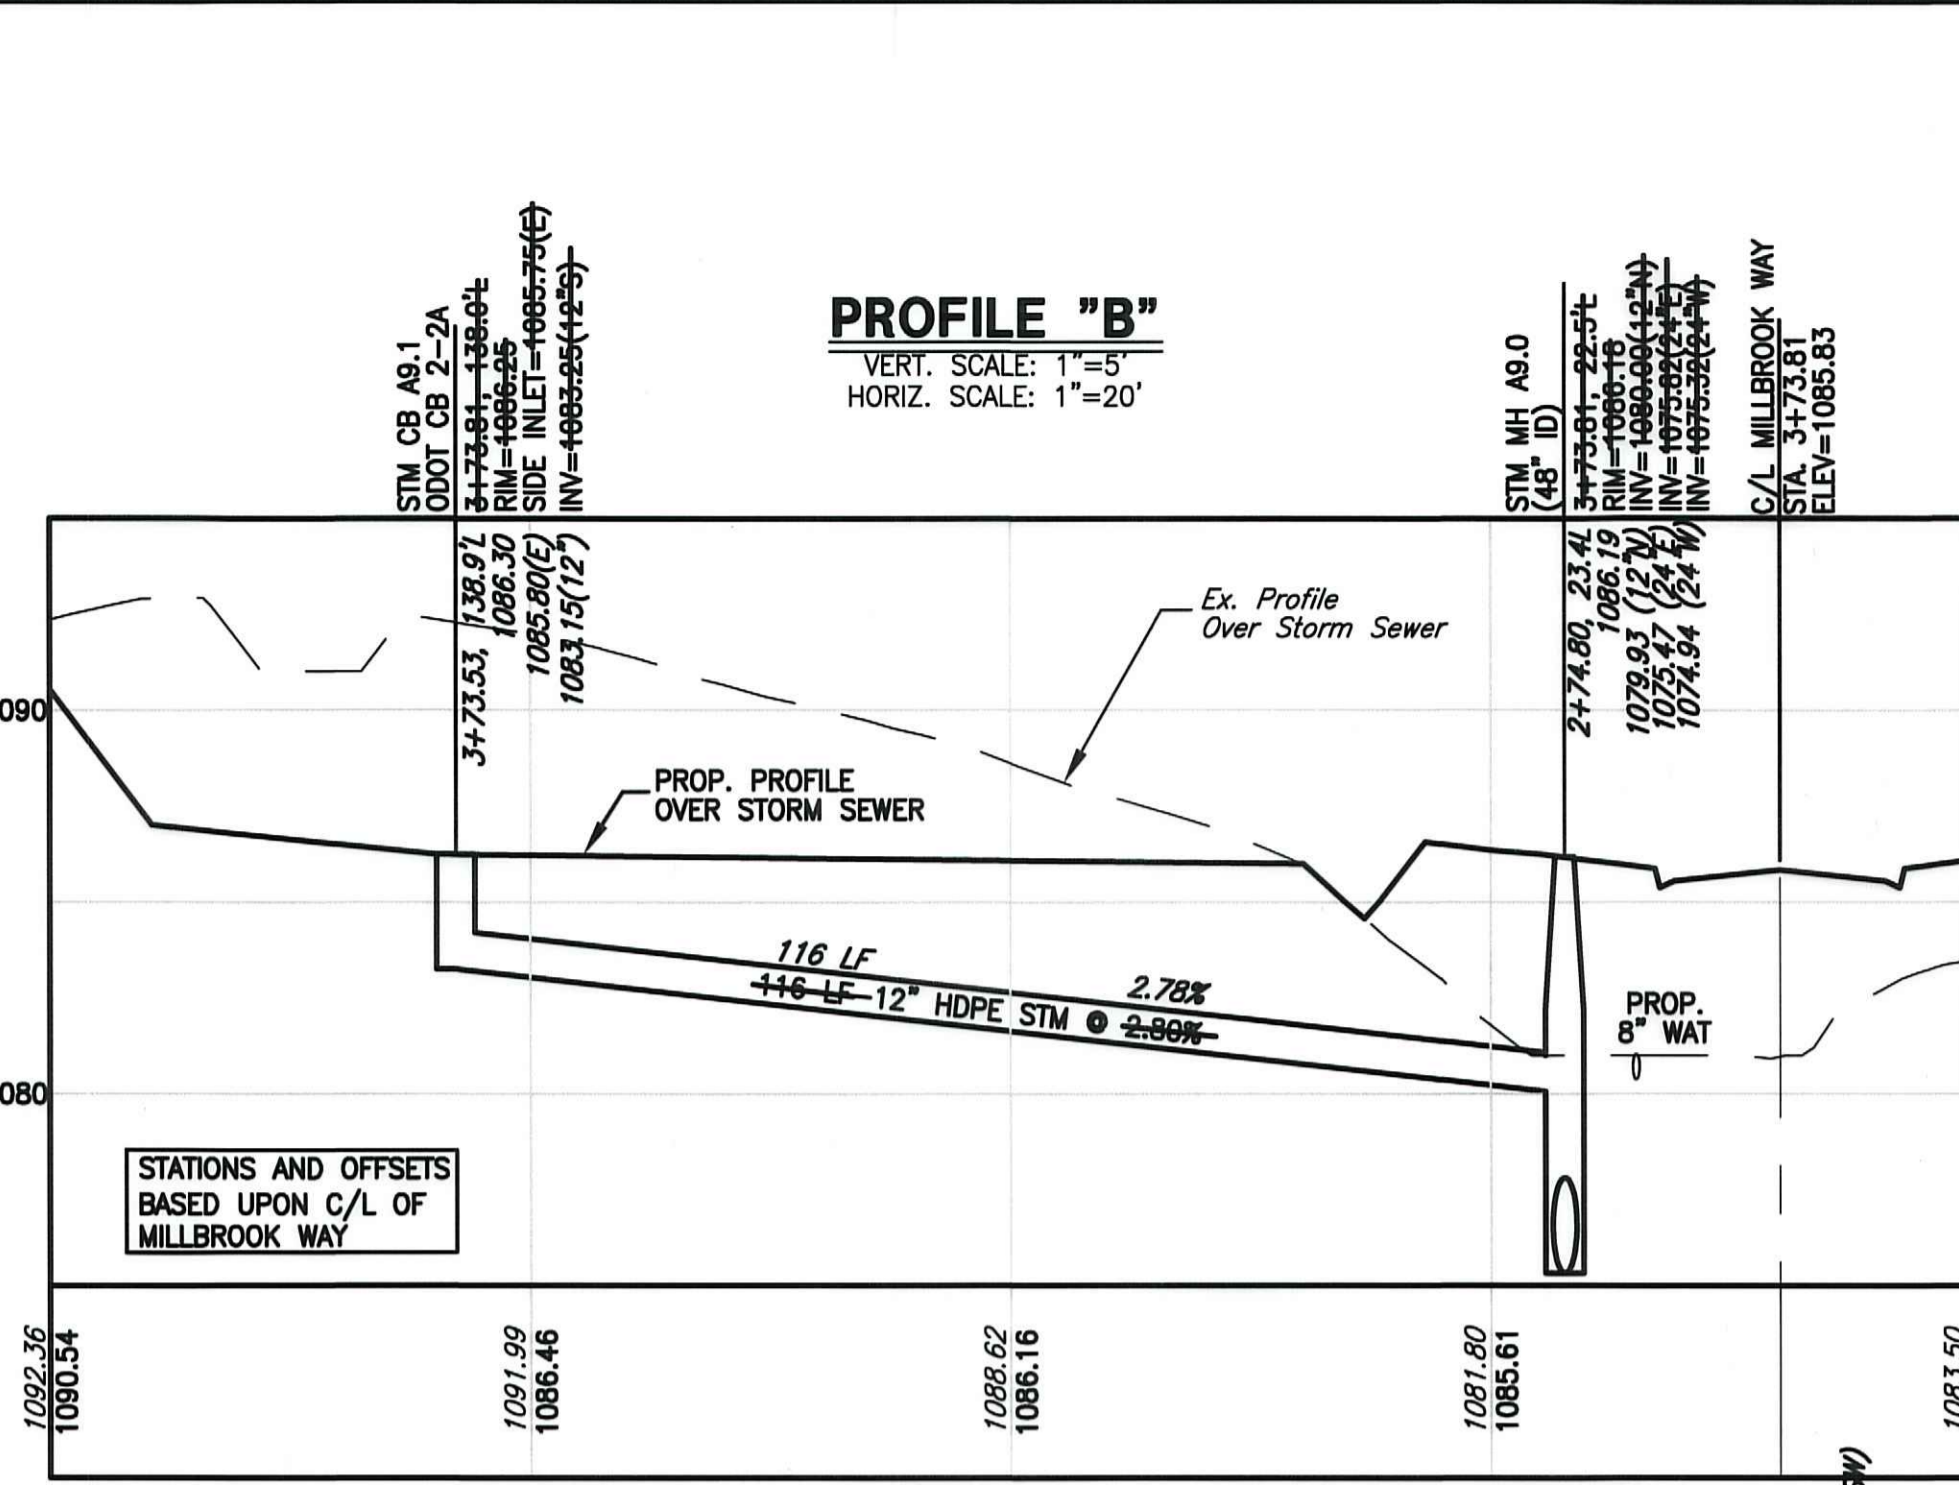 STM CB A9.1
ODOT CB 2-2A
3+73.81, 138.0'L
RIM=1086.25
SIDE INLET=1085.75(E)
INV=1083.25(12"S)
3+73.53, 138.9'L
1086.30
1085.80(E)
1083.15(12")
PROFILE "B"
VERT. SCALE: 1"=5'
HORIZ. SCALE: 1"=20'
STM MH A9.0
(48" ID)
3+73.81, 22.5'L
RIM=1086.18
INV=1080.00(12"N)
INV=1075.82(24"E)
INV=1075.32(24"W)
2+74.80, 23.4L
1086.19
1079.93 (12"N)
1075.47 (24"E)
1074.94 (24"W)
C/L MILLBROOK WAY
STA. 3+73.81
ELEV=1085.83
Ex. Profile
Over Storm Sewer
090
PROP. PROFILE
OVER STORM SEWER
116 LF
116 LF 12" HDPE STM @ 2.80%
2.78%
PROP.
8" WAT
080
STATIONS AND OFFSETS
BASED UPON C/L OF
MILLBROOK WAY
1092.36
1090.54
1091.99
1086.46
1088.62
1086.16
1081.80
1085.61
1083.50